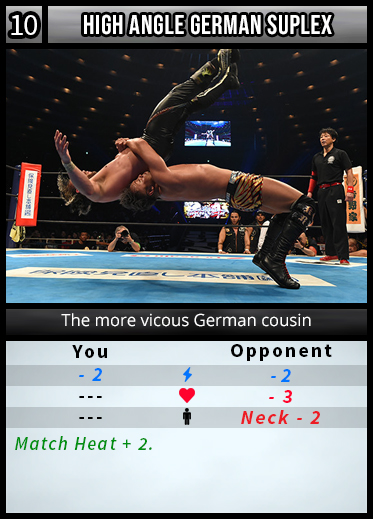 10 HIGH ANGLE GERMAN SUPLEX
The more vicous German cousin
You Opponent
- 2 -2
--- - 3
--- Neck - 2
Match Heat + 2.